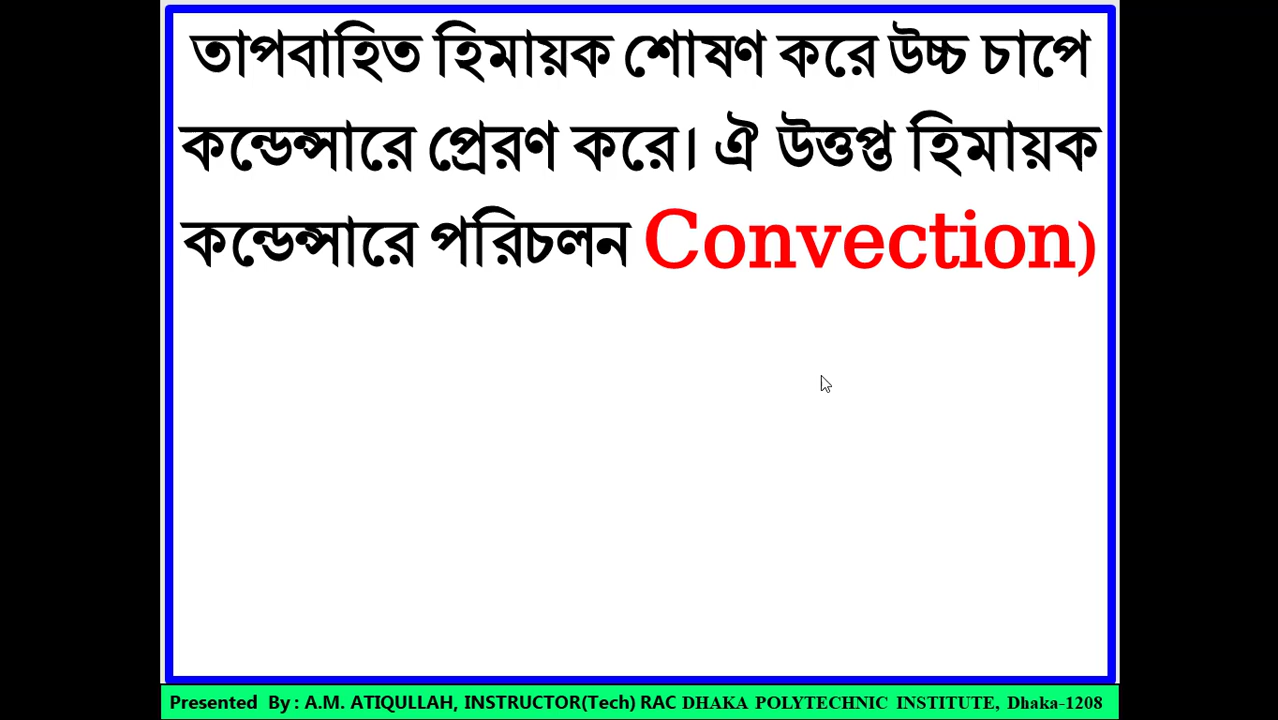 তাপবাহিত হিমায়ক শোষণ করে উচ্চ চাপে
কন্ডেন্সারে প্রেরণ করে। ঐ উত্তপ্ত হিমায়ক
কন্ডেন্সারে পরিচলন Convection)
Presented By : A.M. ATIQULLAH, INSTRUCTOR(Tech) RAC DHAKA POLYTECHNIC INSTITUTE, Dhaka-1208